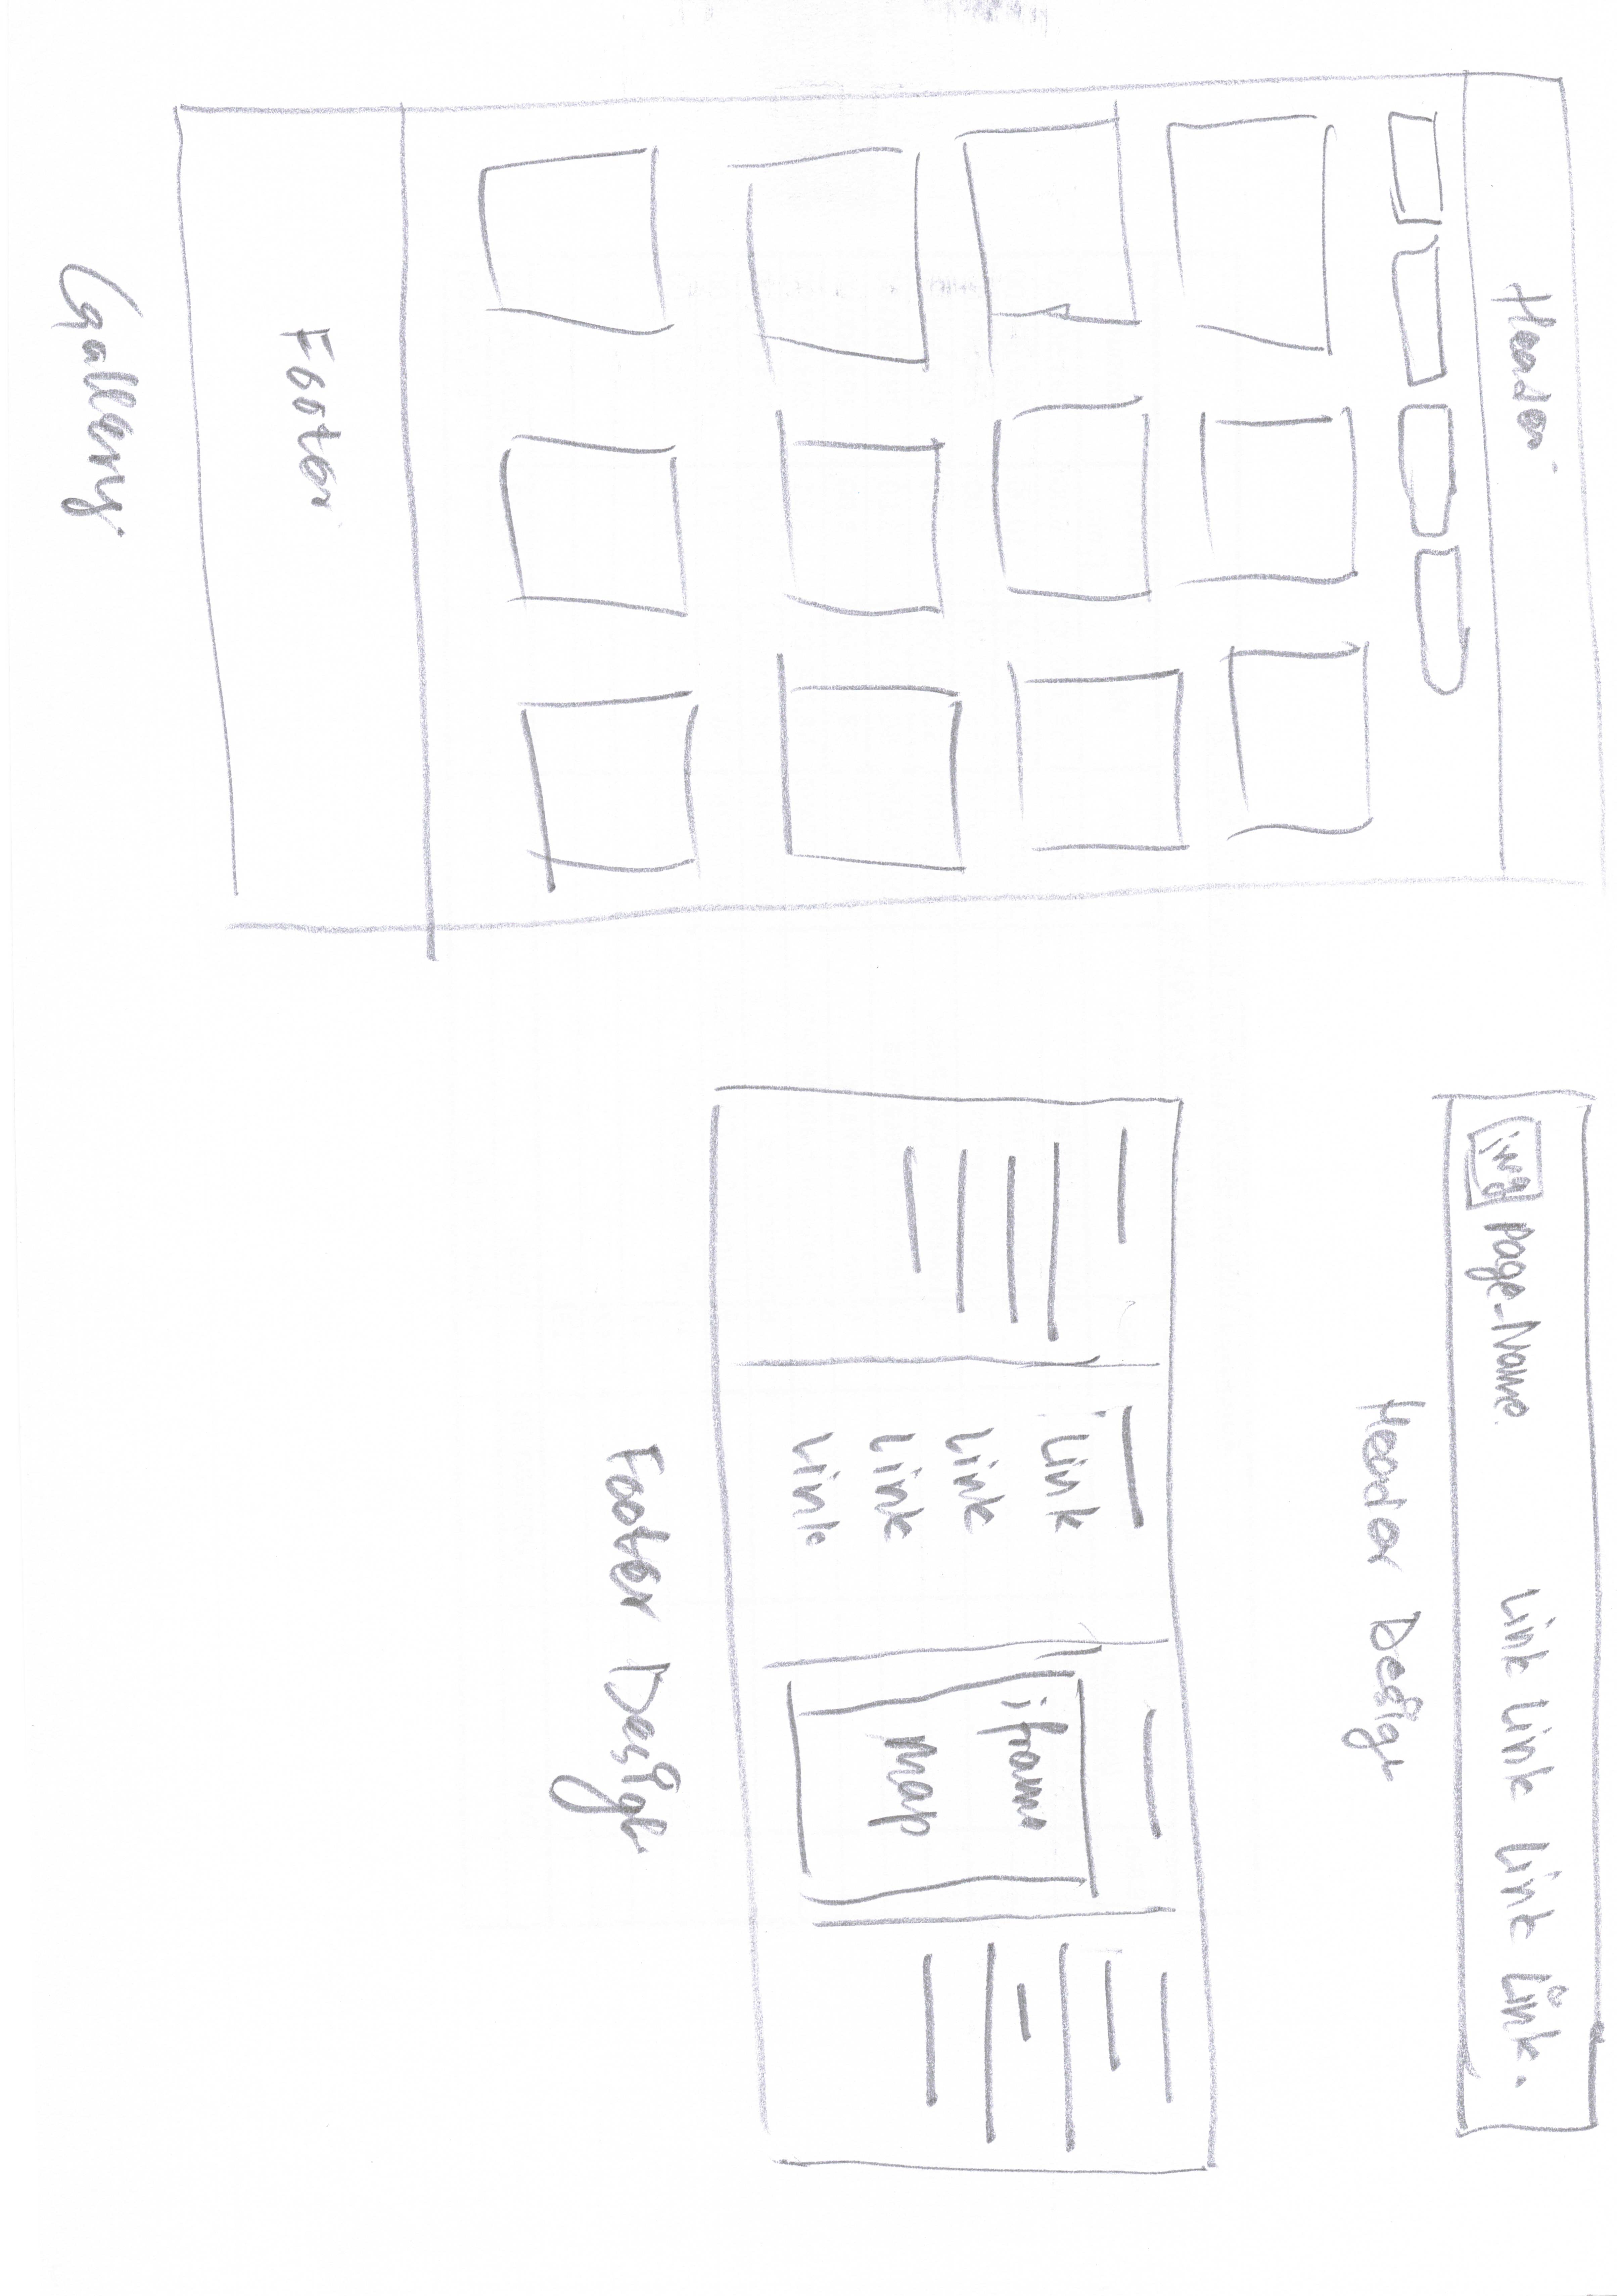 Header
Footer
Gallery.
img Page-Name. Link Link Link Link.
Header Design
Link
Link
Link
Link
iframe
map
Footer Design